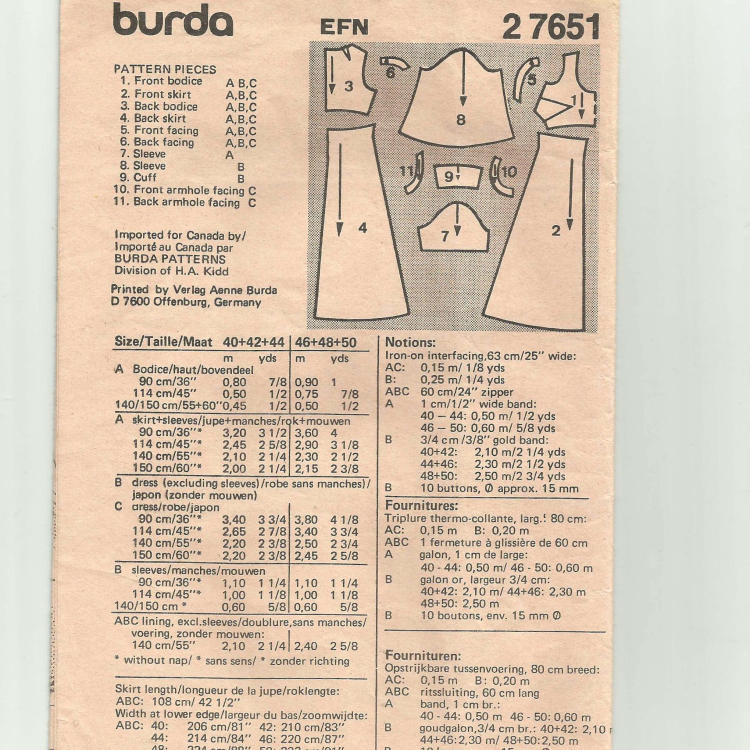 burda EFN 2 7651
PATTERN PIECES
1. Front bodice A,B,C
2. Front skirt A,B,C
3. Back bodice A,B,C
4. Back skirt A,B,C
5. Front facing A,B,C
6. Back facing A,B,C
7. Sleeve A
8. Sleeve B
9. Cuff B
10. Front armhole facing C
11. Back armhole facing C
Imported for Canada by/
Importé au Canada par
BURDA PATTERNS
Division of H.A. Kidd
Printed by Verlag Aenne Burda
D 7600 Offenburg, Germany
3
6
8
5
1
4
11
9
10
7
2
Size/Taille/Maat 40+42+44 46+48+50
m yds m yds
A Bodice/haut/bovendeel
90 cm/36" 0,80 7/8 0,90 1
114 cm/45" 0,50 1/2 0,75 7/8
140/150 cm/55+60" 0,45 1/2 0,50 1/2
A skirt+sleeves/jupe+manches/rok+mouwen
90 cm/36"* 3,20 3 1/2 3,60 4
114 cm/45"* 2,45 2 5/8 2,90 3 1/8
140 cm/55"* 2,10 2 1/4 2,30 2 1/2
150 cm/60"* 2,00 2 1/4 2,15 2 3/8
B dress (excluding sleeves)/robe sans manches)/
japon (zonder mouwen)
C dress/robe/japon
90 cm/36"* 3,40 3 3/4 3,80 4 1/8
114 cm/45"* 2,65 2 7/8 3,40 3 3/4
140 cm/55"* 2,20 2 3/8 2,50 2 3/4
150 cm/60"* 2,20 2 3/8 2,45 2 5/8
B sleeves/manches/mouwen
90 cm/36"* 1,10 1 1/4 1,10 1 1/4
114 cm/45"* 1,00 1 1/8 1,00 1 1/8
140/150 cm * 0,60 5/8 0,60 5/8
ABC lining, excl.sleeves/doublure,sans manches/
voering, zonder mouwen:
140 cm/55" 2,10 2 1/4 2,40 2 5/8
* without nap/ * sans sens/ * zonder richting
Skirt length/longueur de la jupe/roklengte:
ABC: 108 cm/ 42 1/2"
Width at lower edge/largeur du bas/zoomwijdte:
ABC: 40: 206 cm/81" 42: 210 cm/83"
44: 214 cm/84" 46: 220 cm/87"
Notions:
Iron-on interfacing,63 cm/25" wide:
AC: 0,15 m/ 1/8 yds
B: 0,25 m/ 1/4 yds
ABC 60 cm/24" zipper
A 1 cm/1/2" wide band:
40 – 44: 0,50 m/ 1/2 yds
46 – 50: 0,60 m/ 5/8 yds
B 3/4 cm/3/8" gold band:
40+42: 2,10 m/2 1/4 yds
44+46: 2,30 m/2 1/2 yds
48+50: 2,50 m/2 3/4 yds
B 10 buttons, Ø approx. 15 mm
Fournitures:
Triplure thermo-collante, larg.: 80 cm:
AC: 0,15 m B: 0,20 m
ABC 1 fermeture à glissière de 60 cm
A galon, 1 cm de large:
40 - 44: 0,50 m/ 46 - 50: 0,60 m
B galon or, largeur 3/4 cm:
40+42: 2,10 m/ 44+46: 2,30 m
48+50: 2,50 m
B 10 boutons, env. 15 mm Ø
Fournituren:
Opstrijkbare tussenvoering, 80 cm breed:
AC: 0,15 m B: 0,20 m
ABC ritssluiting, 60 cm lang
A band, 1 cm br.:
40 - 44: 0,50 m 46 - 50: 0,60 m
B goudgalon,3/4 cm br.: 40+42: 2,10 m
44+46:2,30 m/ 48+50:2,50 m